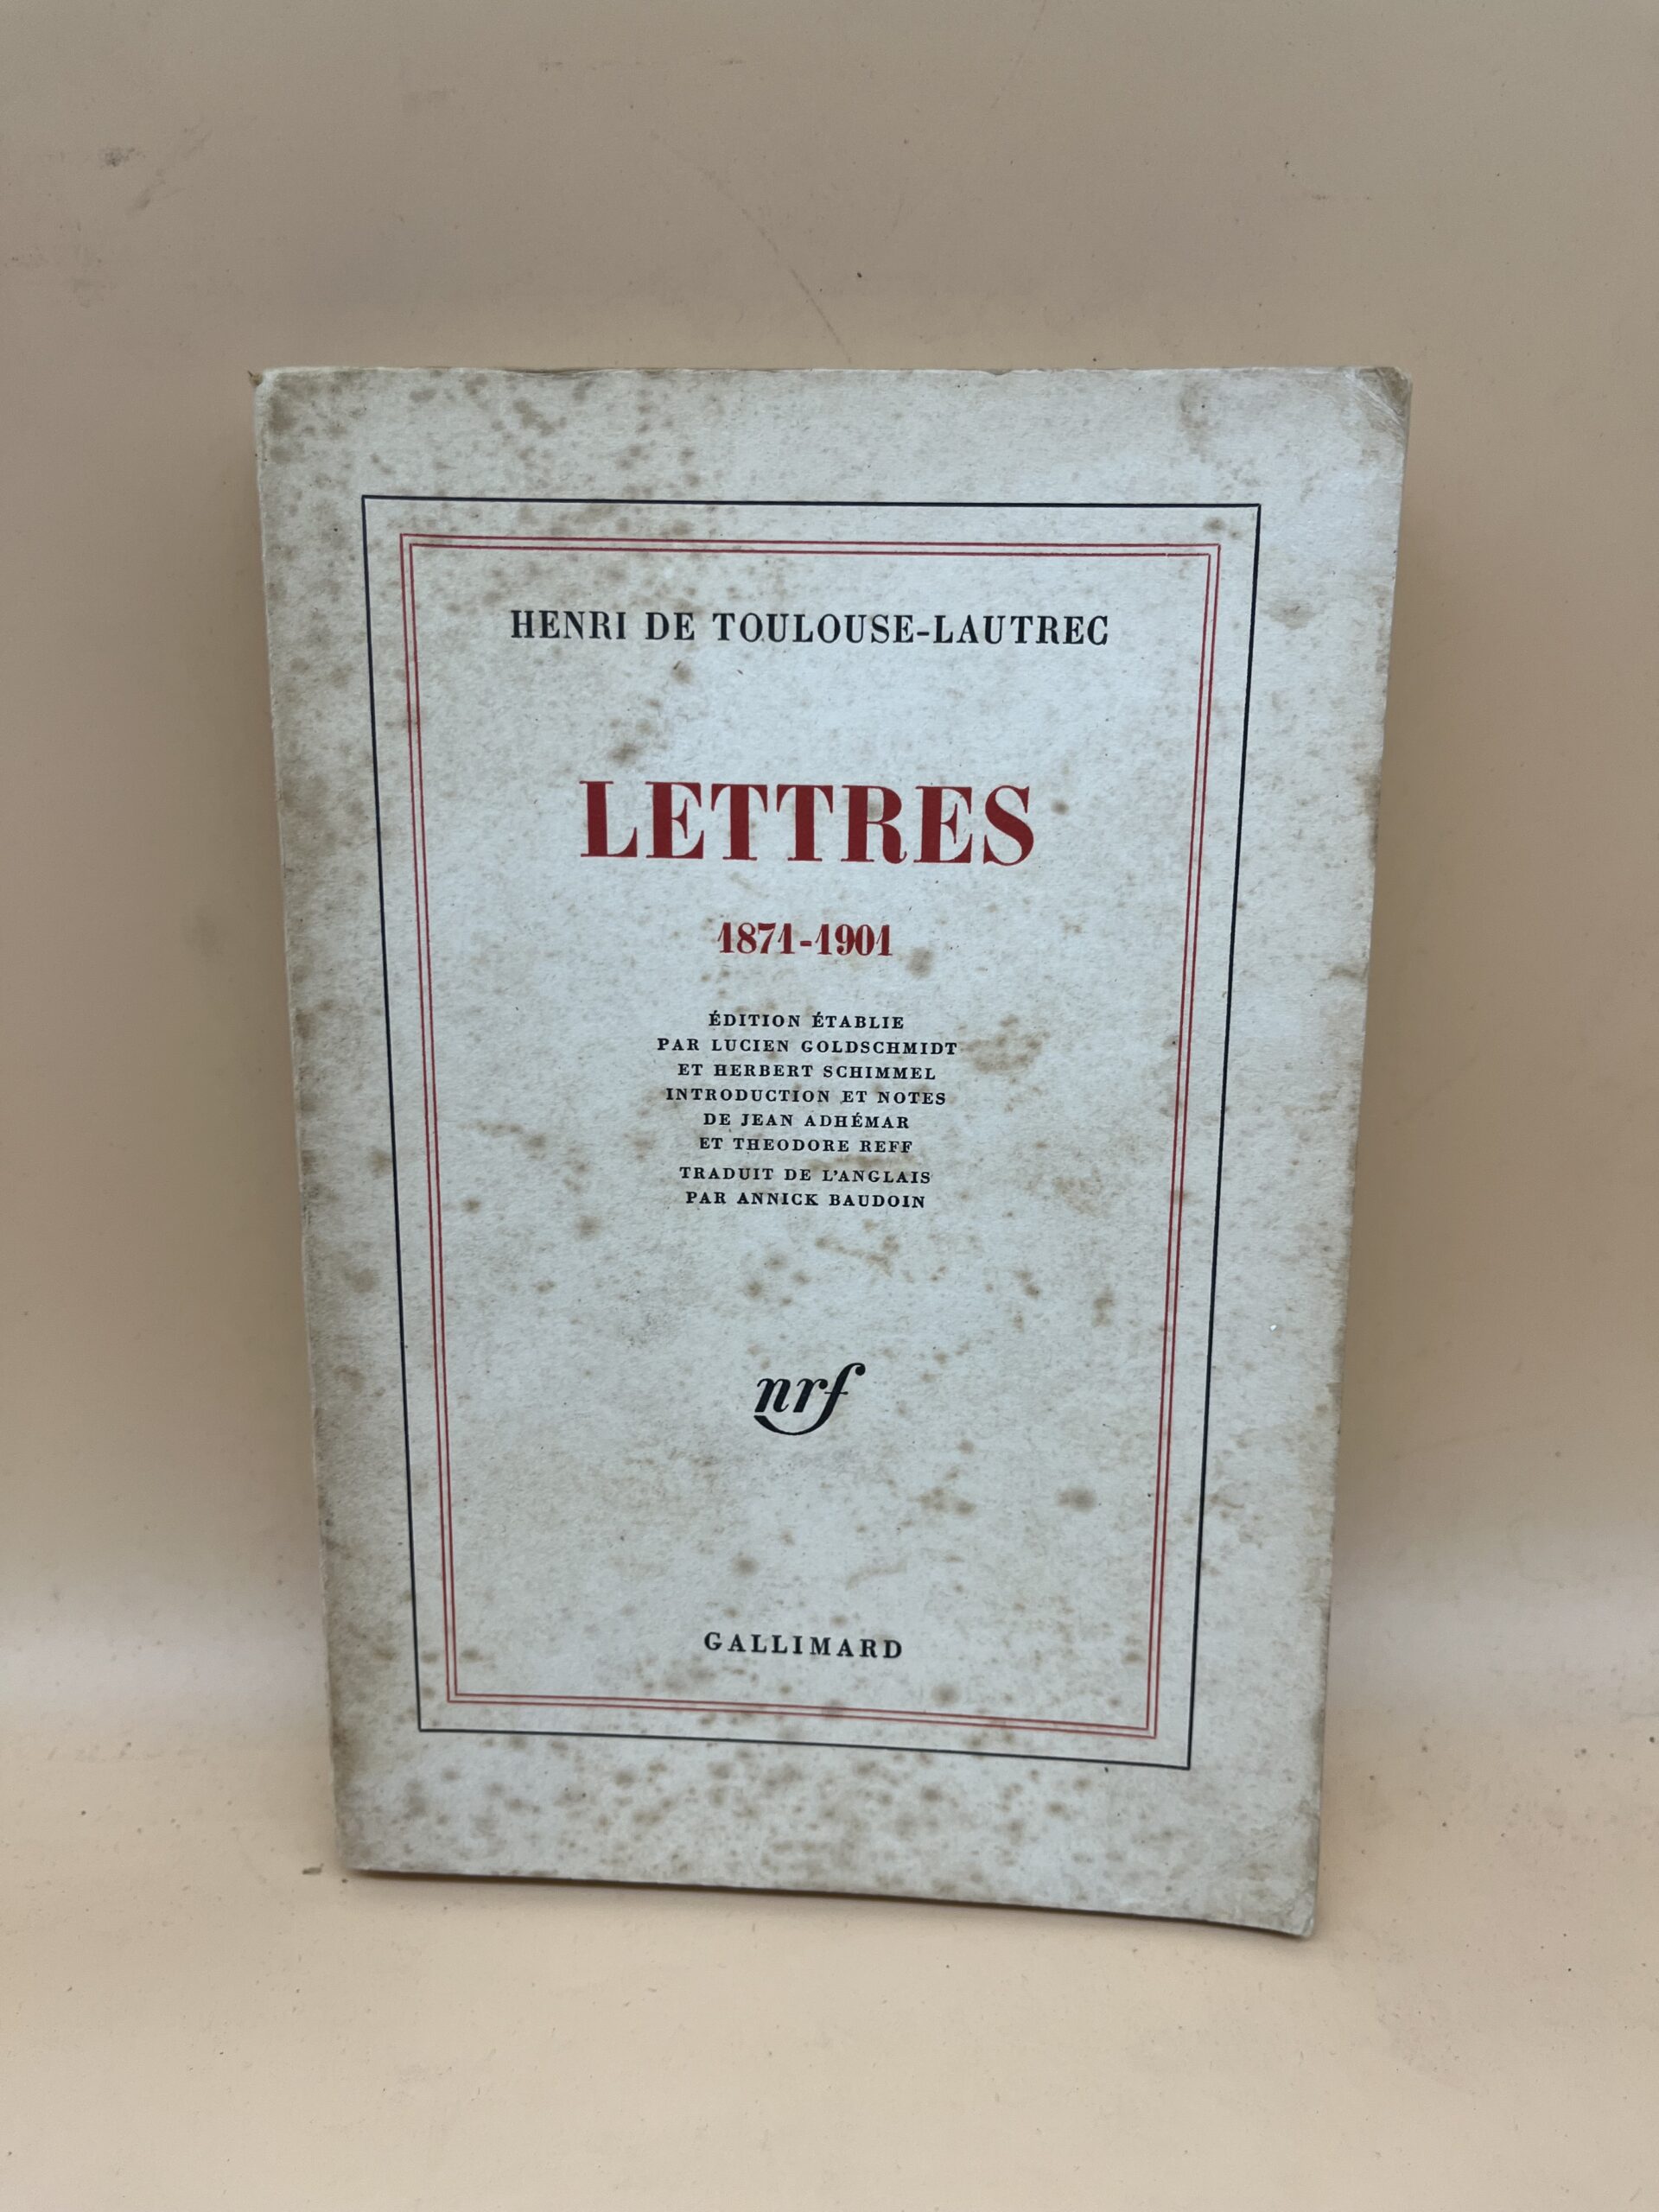 HENRI DE TOULOUSE-LAUTREC
LETTRES
1871-1901
ÉDITION ÉTABLIE
PAR LUCIEN GOLDSCHMIDT
ET HERBERT SCHIMMEL
INTRODUCTION ET NOTES
DE JEAN ADHÉMAR
ET THEODORE REFF
TRADUIT DE L'ANGLAIS
PAR ANNICK BAUDOIN
nrf
GALLIMARD